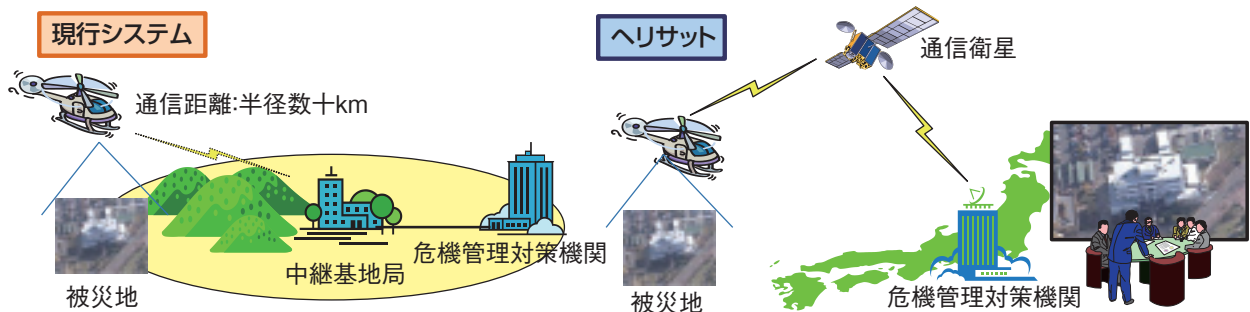 現行システム
通信距離：半径数十km
被災地
中継基地局
危機管理対策機関
ヘリサット
通信衛星
被災地
危機管理対策機関